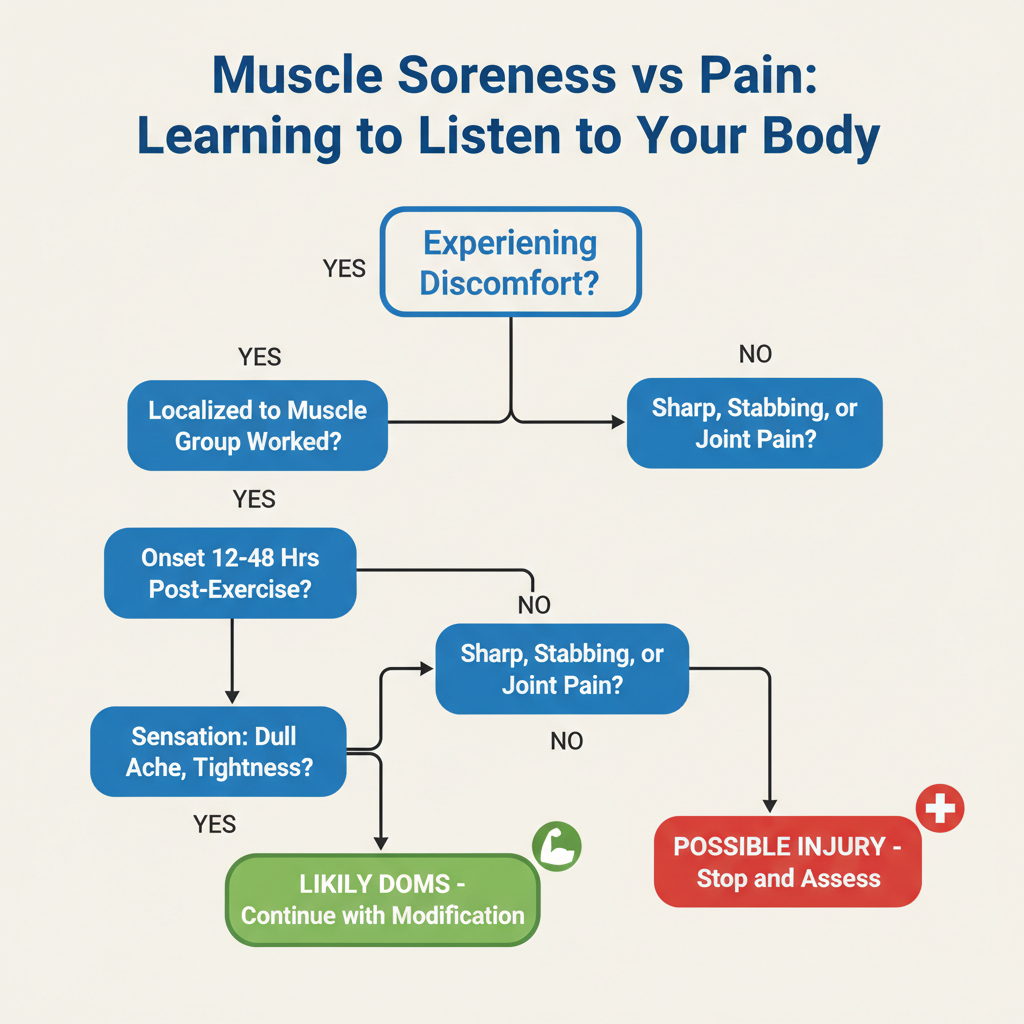 Muscle Soreness vs Pain:
Learning to Listen to Your Body
YES
Experiening
Discomfort?
YES
NO
Localized to Muscle
Group Worked?
Sharp, Stabbing, or
Joint Pain?
YES
Onset 12-48 Hrs
Post-Exercise?
NO
Sharp, Stabbing, or
Joint Pain?
Sensation: Dull
Ache, Tightness?
NO
YES
LIKILY DOMS -
Continue with Modification
POSSIBLE INJURY -
Stop and Assess